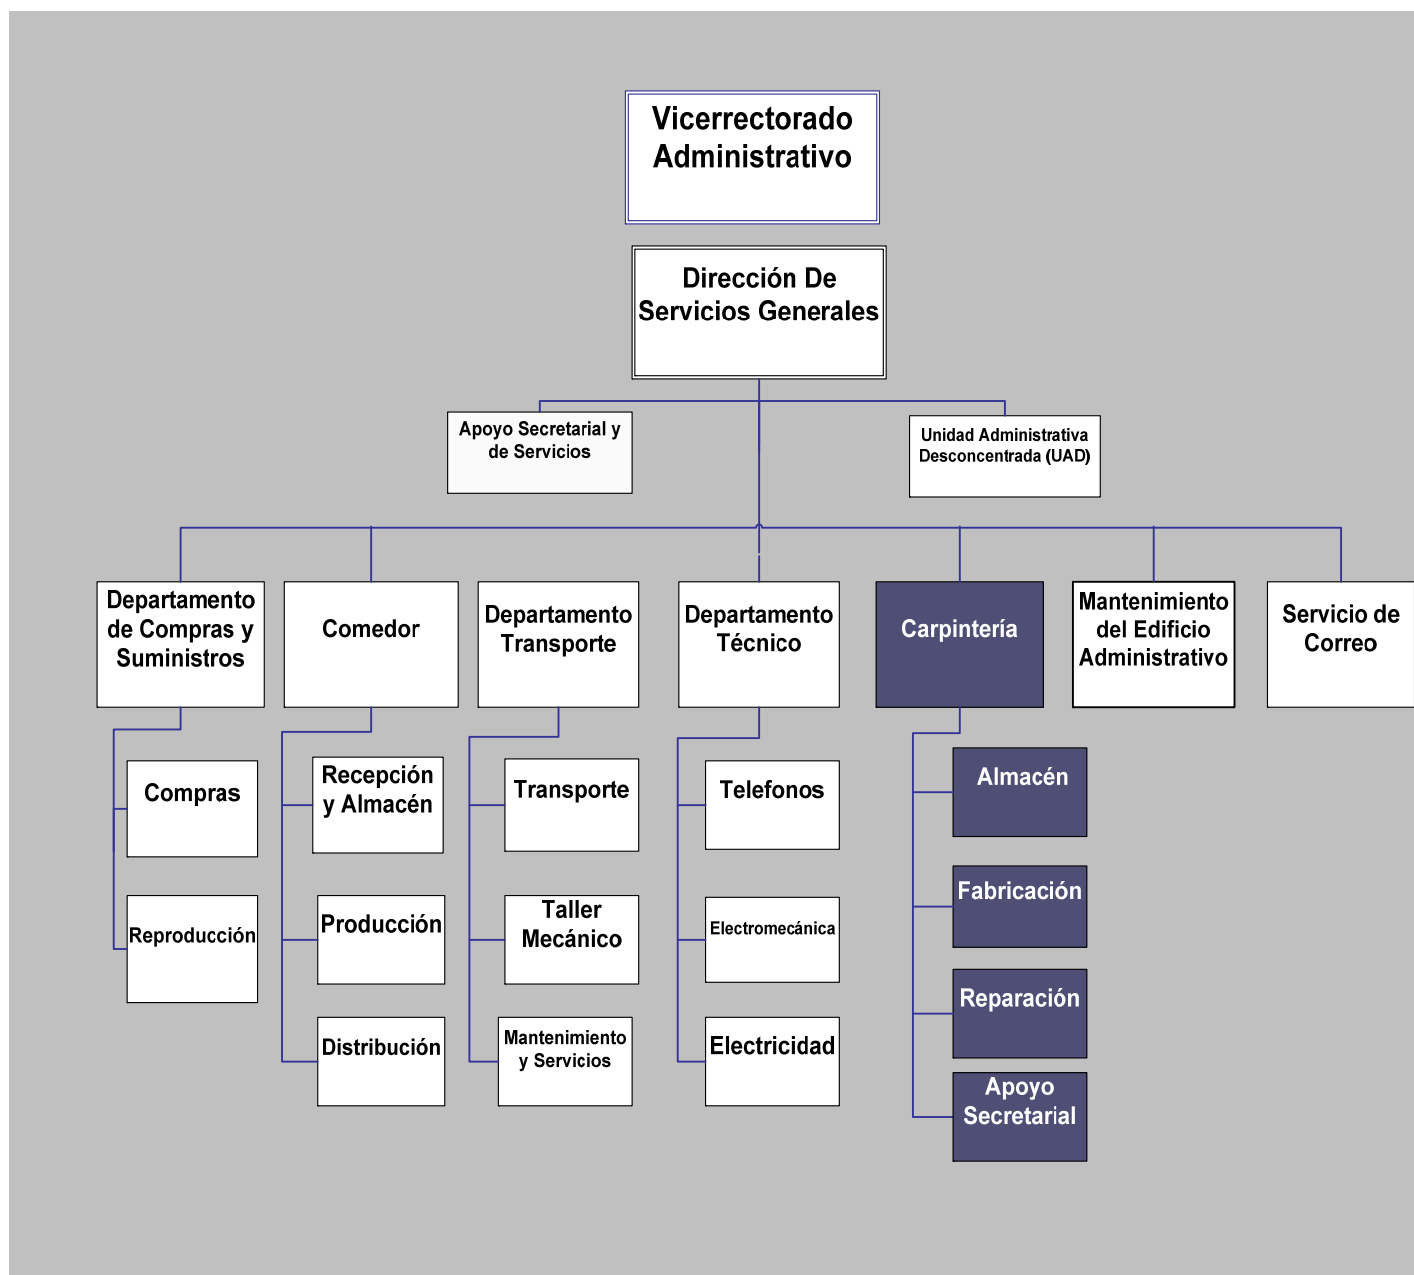 Vicerrectorado
Administrativo
Dirección De
Servicios Generales
Apoyo Secretarial y
de Servicios
Unidad Administrativa
Desconcentrada (UAD)
Departamento
de Compras y
Suministros
Comedor
Departamento
Transporte
Departamento
Técnico
Carpintería
Mantenimiento
del Edificio
Administrativo
Servicio de
Correo
Compras
Reproducción
Recepción
y Almacén
Producción
Distribución
Transporte
Taller
Mecánico
Mantenimiento
y Servicios
Telefonos
Electromecánica
Electricidad
Almacén
Fabricación
Reparación
Apoyo
Secretarial